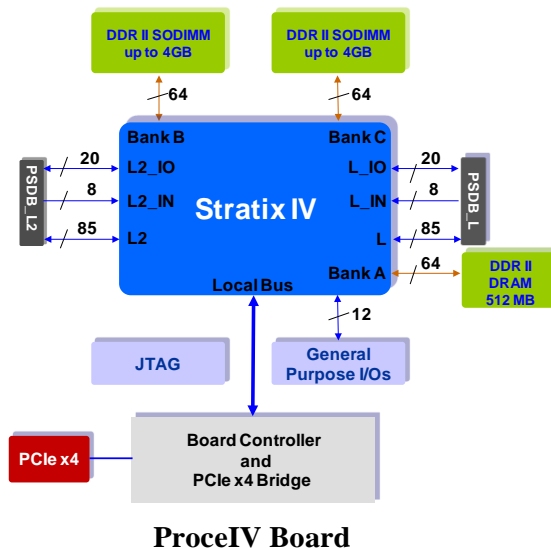 DDR II SODIMM
up to 4GB
DDR II SODIMM
up to 4GB
64
64
Bank B
Bank C
20
L2_IO
L_IO
20
PSDB_L2
8
L2_IN
Stratix IV
L_IN
8
PSDB_L
85
L2
L
85
Bank A
64
DDR II
DRAM
512 MB
Local Bus
12
JTAG
General
Purpose I/Os
PCIe x4
Board Controller
and
PCIe x4 Bridge
ProceIV Board